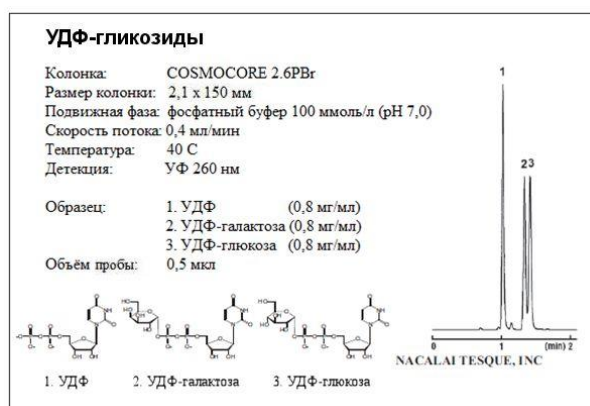 УДФ-гликозиды
Колонка: COSMOCORE 2.6PBr
Размер колонки: 2,1 x 150 мм
Подвижная фаза: фосфатный буфер 100 ммоль/л (pH 7,0)
Скорость потока: 0,4 мл/мин
Температура: 40 С
Детекция: УФ 260 нм
Образец: 1. УДФ (0,8 мг/мл)
2. УДФ-галактоза (0,8 мг/мл)
3. УДФ-глюкоза (0,8 мг/мл)
Объём пробы: 0,5 мкл
1
2 3
0 1 (min) 2
NACALAI TESQUE, INC
1. УДФ 2. УДФ-галактоза 3. УДФ-глюкоза